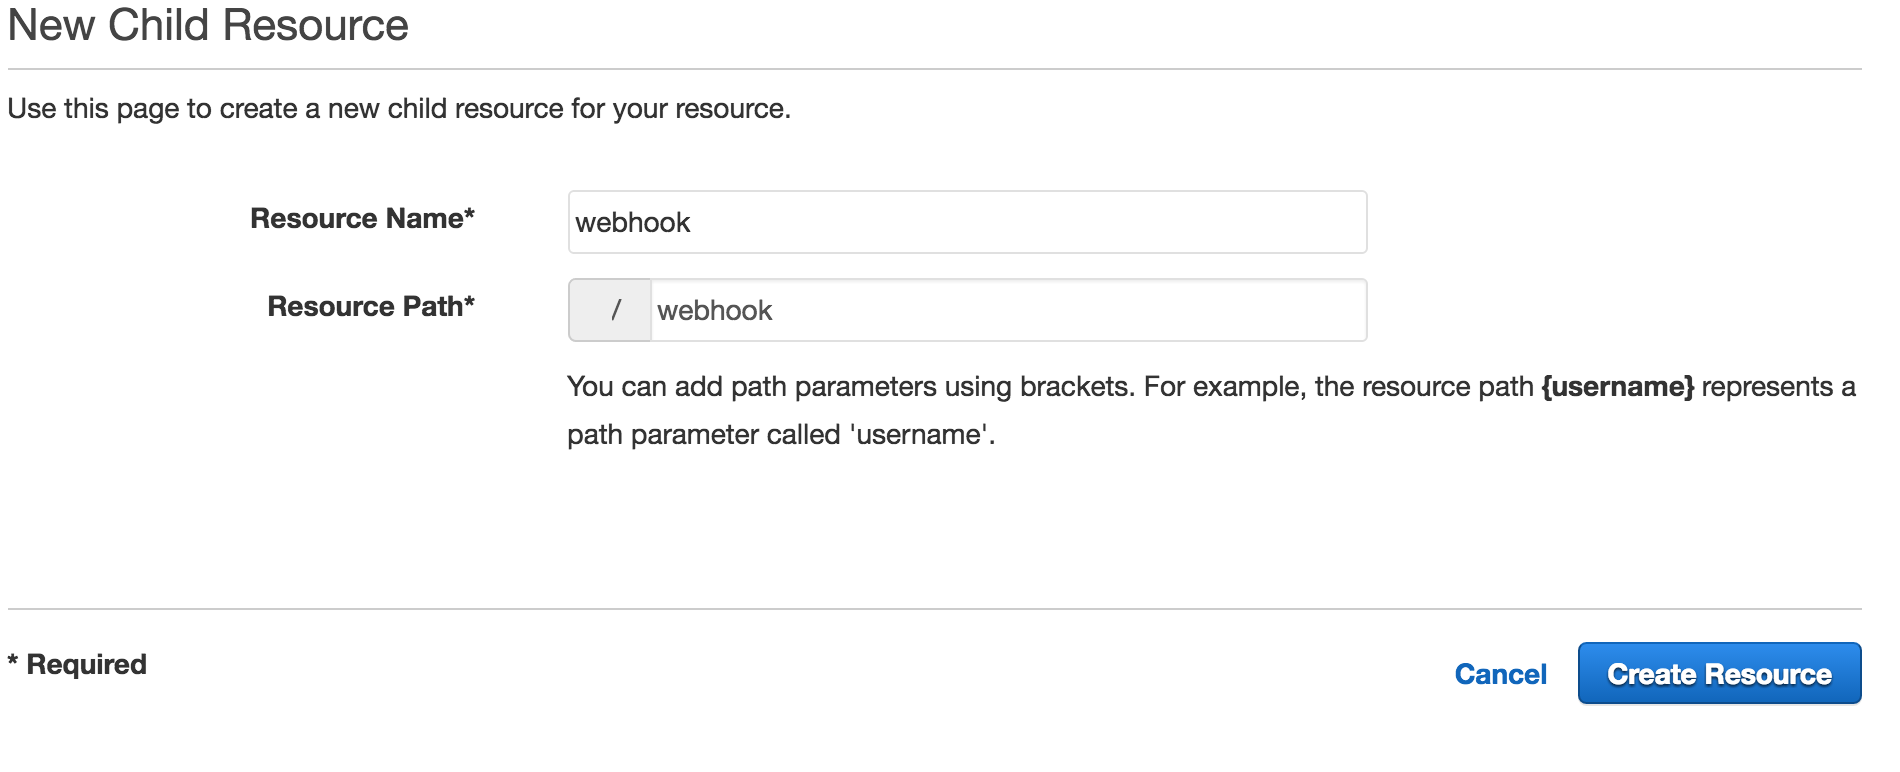 New Child Resource
Use this page to create a new child resource for your resource.
Resource Name*
webhook
Resource Path*
/ webhook
You can add path parameters using brackets. For example, the resource path {username} represents a
path parameter called 'username'.
* Required
Cancel
Create Resource